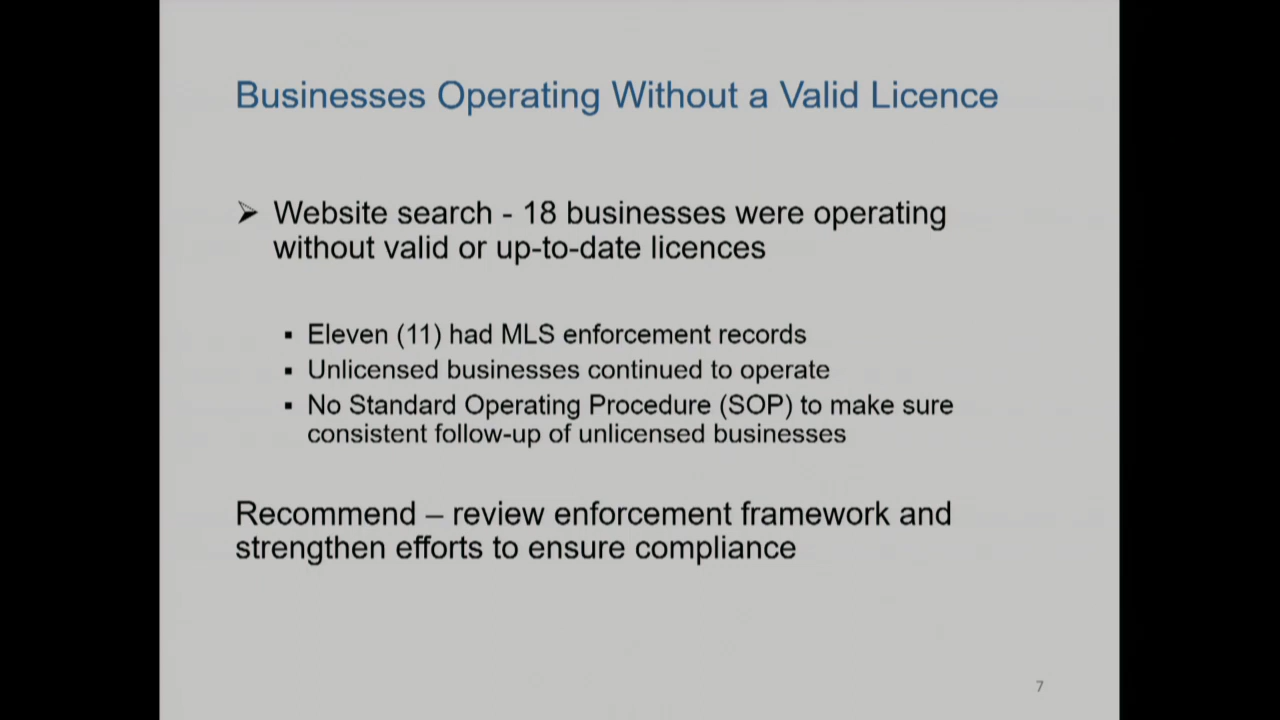 Businesses Operating Without a Valid Licence
➢ Website search - 18 businesses were operating
without valid or up-to-date licences
▪ Eleven (11) had MLS enforcement records
▪ Unlicensed businesses continued to operate
▪ No Standard Operating Procedure (SOP) to make sure
consistent follow-up of unlicensed businesses
Recommend – review enforcement framework and
strengthen efforts to ensure compliance
7